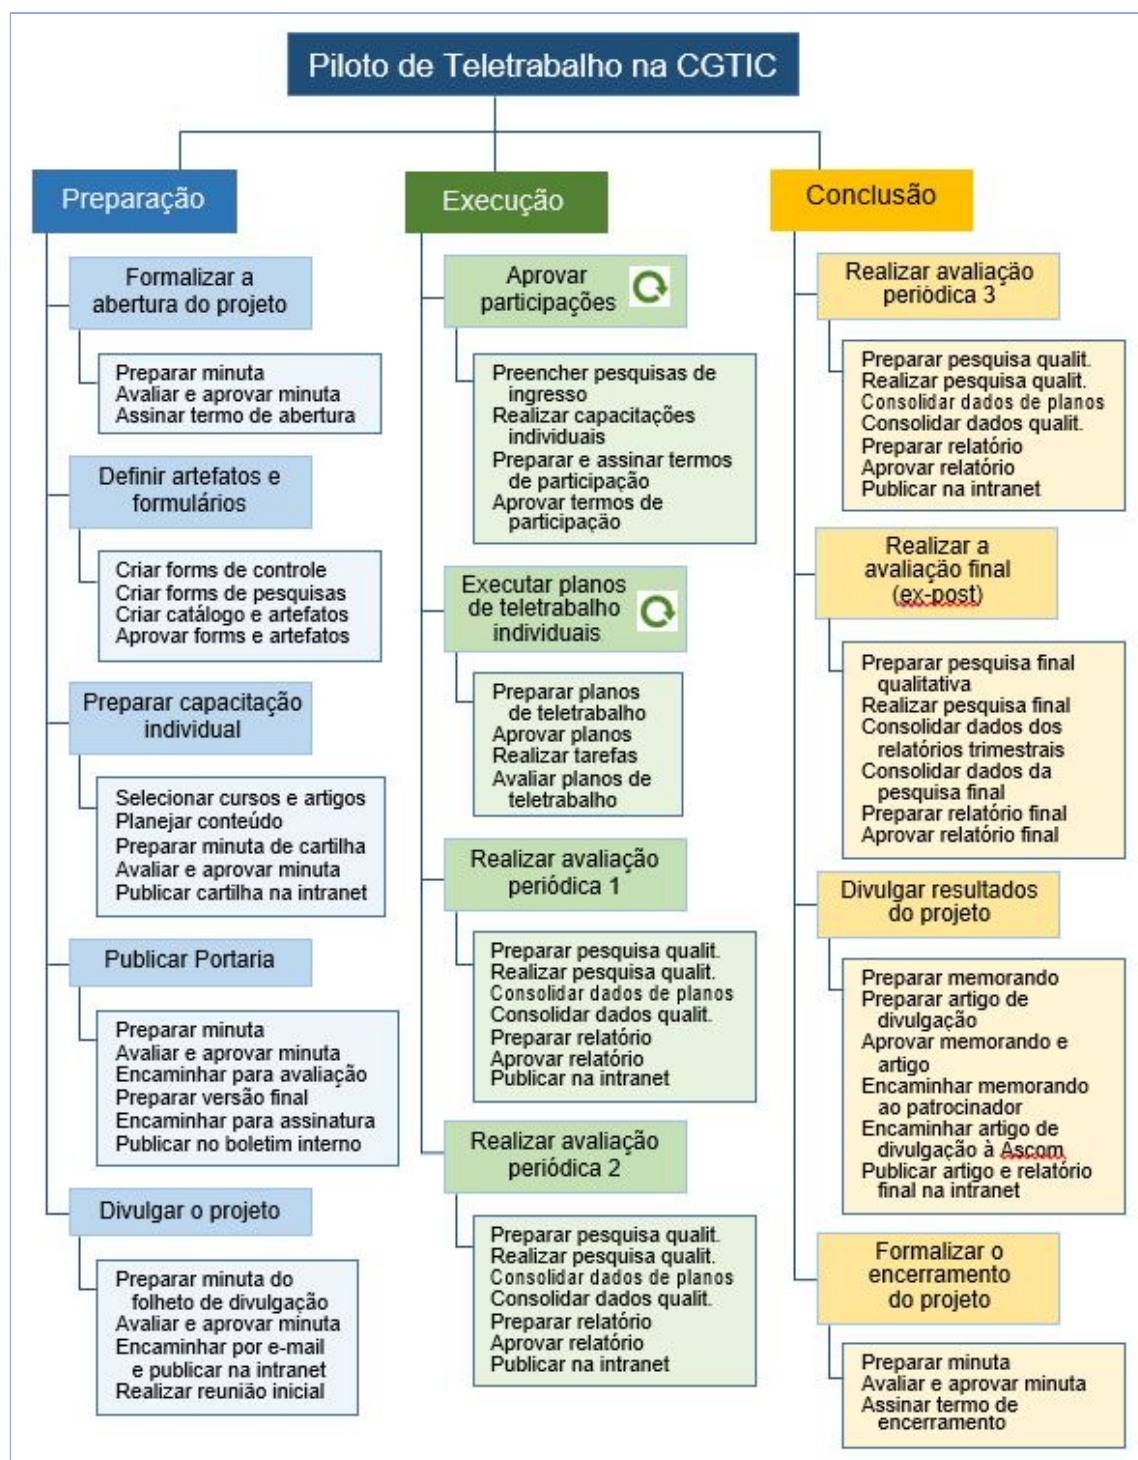 Piloto de Teletrabalho na CGTIC
Preparação
Formalizar a
abertura do projeto
Preparar minuta
Avaliar e aprovar minuta
Assinar termo de abertura
Definir artefatos e
formulários
Criar forms de controle
Criar forms de pesquisas
Criar catálogo e artefatos
Aprovar forms e artefatos
Preparar capacitação
individual
Selecionar cursos e artigos
Planejar conteúdo
Preparar minuta de cartilha
Avaliar e aprovar minuta
Publicar cartilha na intranet
Publicar Portaria
Preparar minuta
Avaliar e aprovar minuta
Encaminhar para avaliação
Preparar versão final
Encaminhar para assinatura
Publicar no boletim interno
Divulgar o projeto
Preparar minuta do
folheto de divulgação
Avaliar e aprovar minuta
Encaminhar por e-mail
e publicar na intranet
Realizar reunião inicial
Execução
Aprovar
participações
Preencher pesquisas de
ingresso
Realizar capacitações
individuais
Preparar e assinar termos
de participação
Aprovar termos de
participação
Executar planos
de teletrabalho
individuais
Preparar planos
de teletrabalho
Aprovar planos
Realizar tarefas
Avaliar planos de
teletrabalho
Realizar avaliação
periódica 1
Preparar pesquisa qualit.
Realizar pesquisa qualit.
Consolidar dados de planos
Consolidar dados qualit.
Preparar relatório
Aprovar relatório
Publicar na intranet
Realizar avaliação
periódica 2
Preparar pesquisa qualit.
Realizar pesquisa qualit.
Consolidar dados de planos
Consolidar dados qualit.
Preparar relatório
Aprovar relatório
Publicar na intranet
Conclusão
Realizar avaliação
periódica 3
Preparar pesquisa qualit.
Realizar pesquisa qualit.
Consolidar dados de planos
Consolidar dados qualit.
Preparar relatório
Aprovar relatório
Publicar na intranet
Realizar a
avaliação final
(ex-post)
Preparar pesquisa final
qualitativa
Realizar pesquisa final
Consolidar dados dos
relatórios trimestrais
Consolidar dados da
pesquisa final
Preparar relatório final
Aprovar relatório final
Divulgar resultados
do projeto
Preparar memorando
Preparar artigo de
divulgação
Aprovar memorando e
artigo
Encaminhar memorando
ao patrocinador
Encaminhar artigo de
divulgação à Ascom
Publicar artigo e relatório
final na intranet
Formalizar o
encerramento
do projeto
Preparar minuta
Avaliar e aprovar minuta
Assinar termo de
encerramento